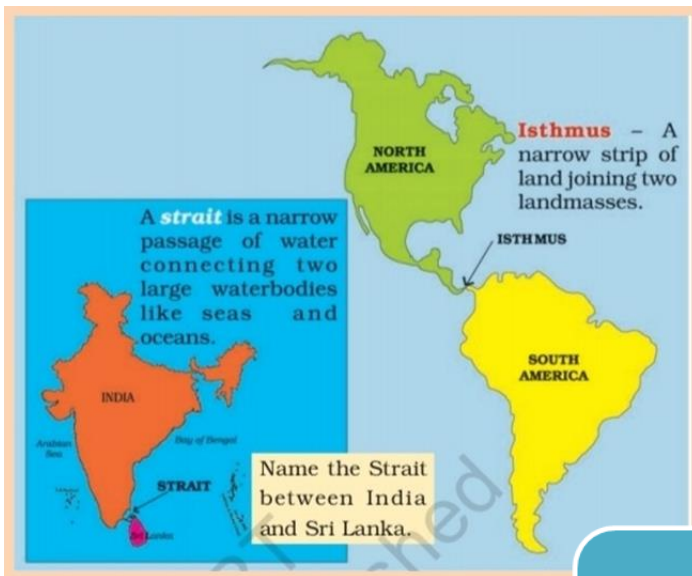 Isthmus – A
narrow strip of
land joining two
landmasses.
NORTH
AMERICA
ISTHMUS
SOUTH
AMERICA
A strait is a narrow
passage of water
connecting two
large waterbodies
like seas and
oceans.
INDIA
Arabian
Sea
Bay of Bengal
STRAIT
Sri Lanka
Name the Strait
between India
and Sri Lanka.